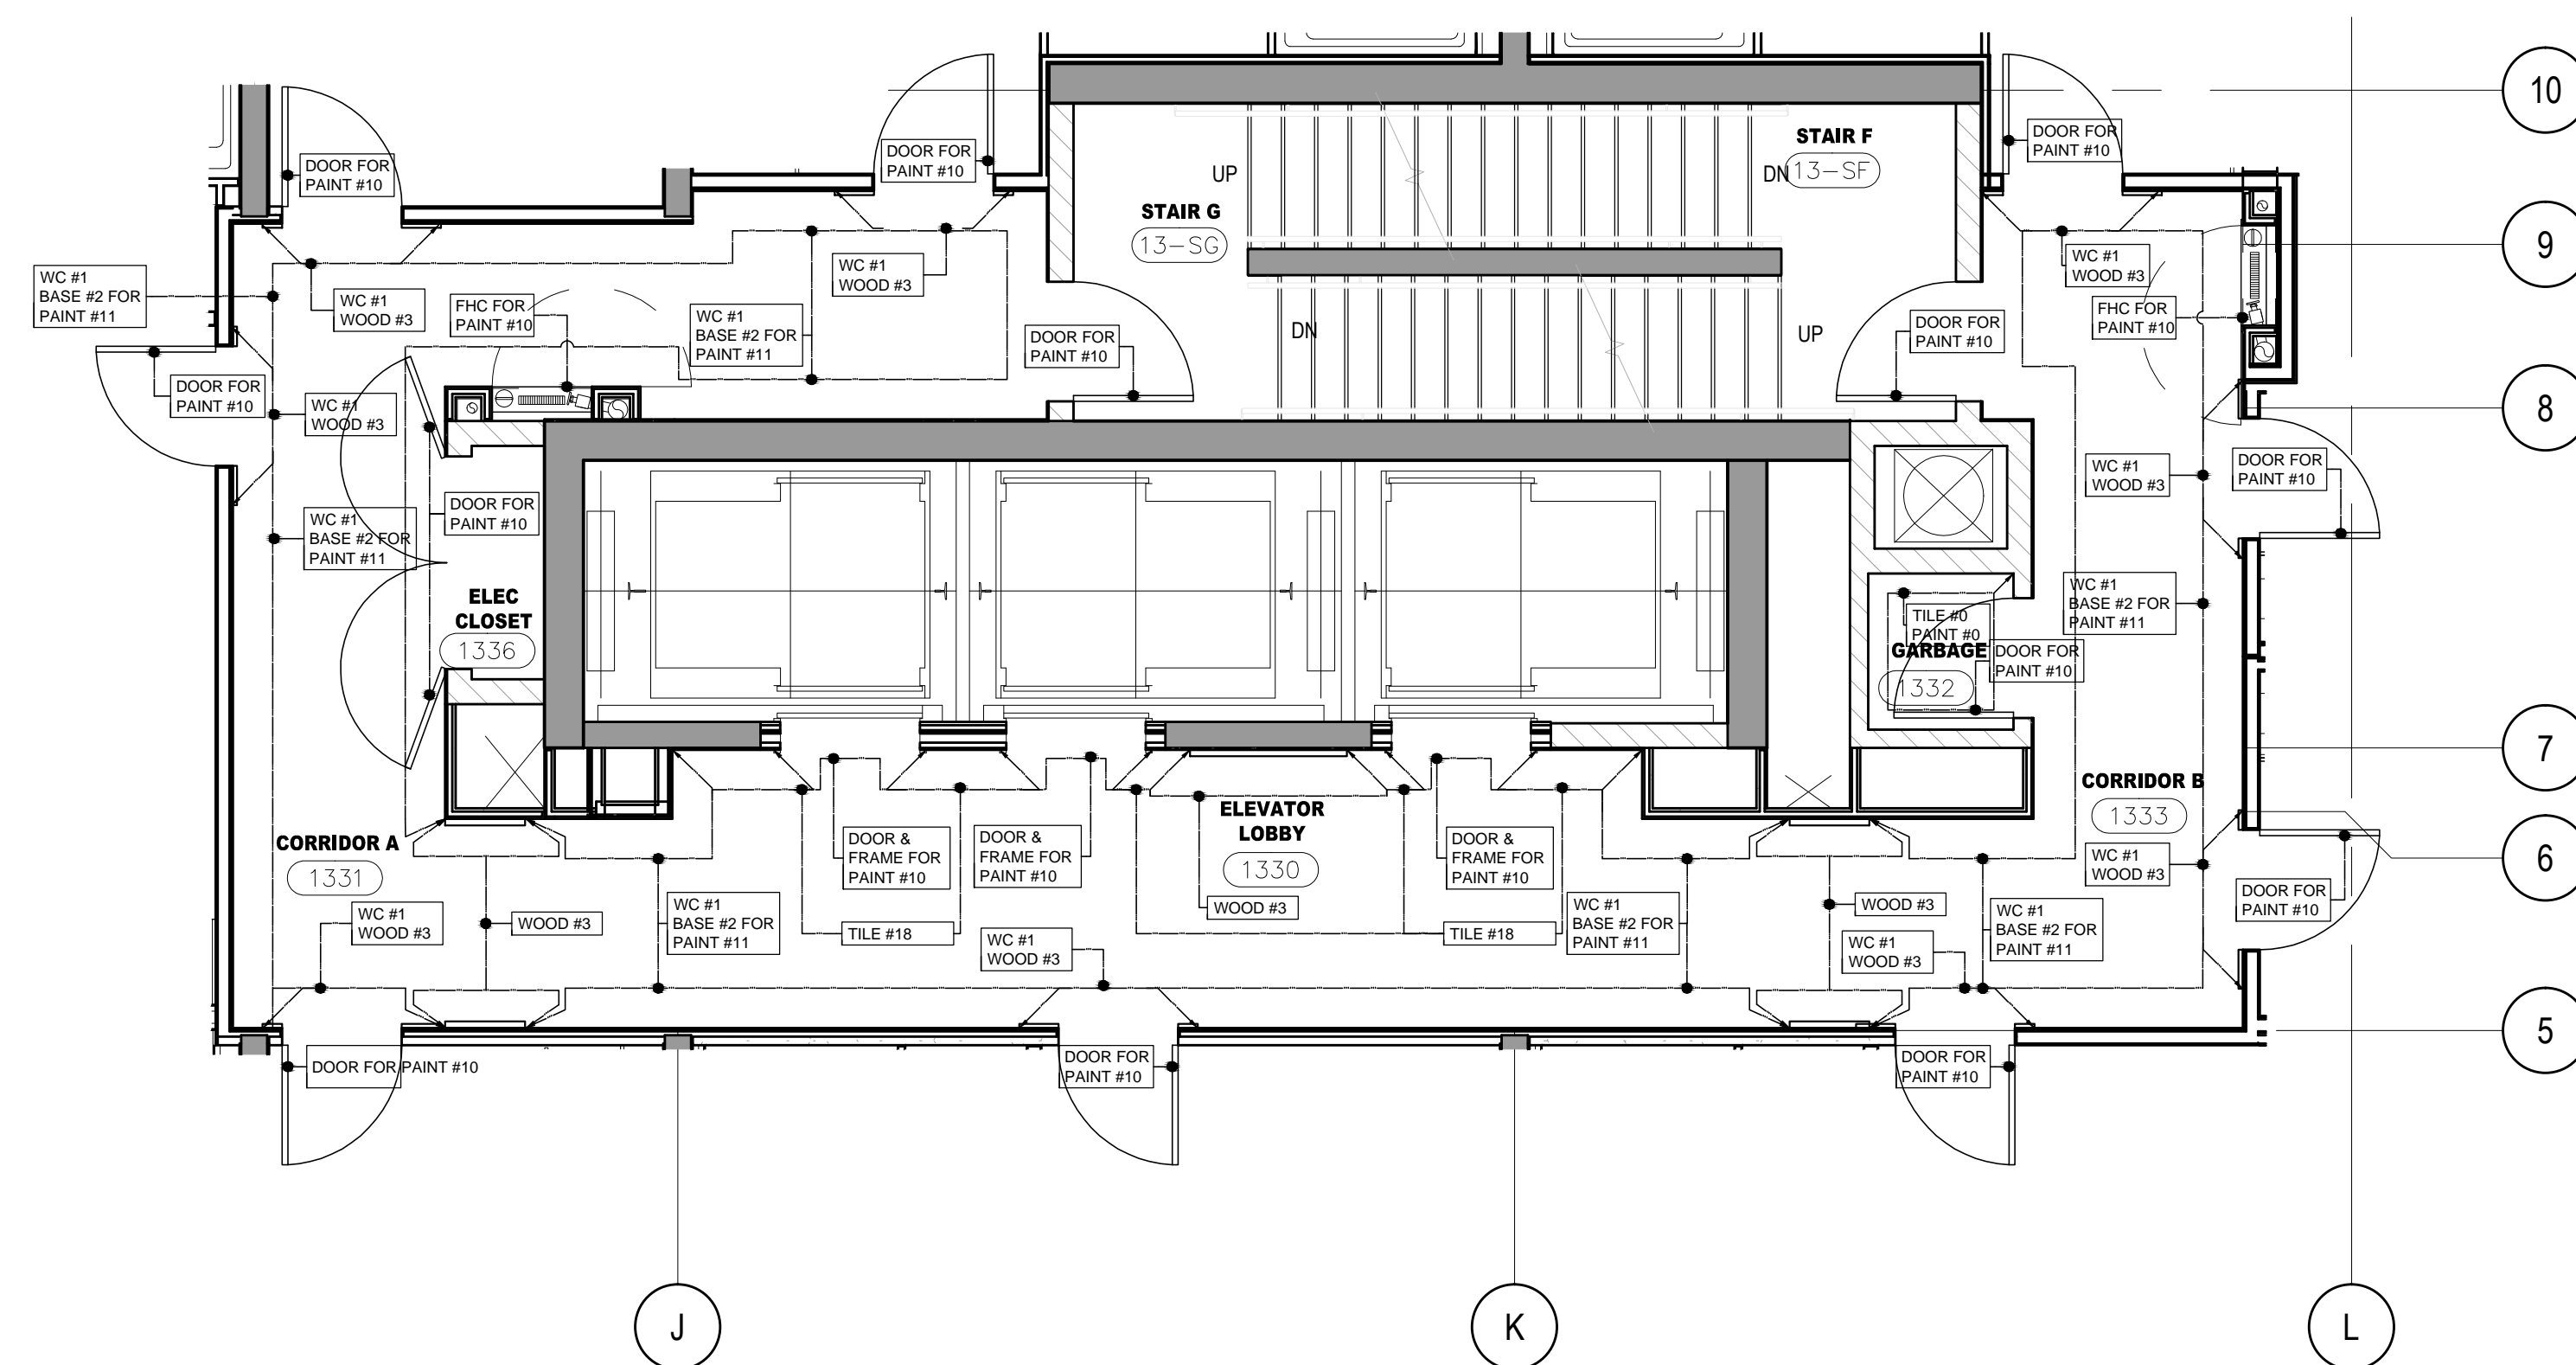 10
DOOR FOR
PAINT #10
DOOR FOR
PAINT #10
DOOR FOR
PAINT #10
STAIR F
13-SF
UP
DN
STAIR G
13-SG
9
WC #1
BASE #2 FOR
PAINT #11
WC #1
WOOD #3
FHC FOR
PAINT #10
WC #1
WOOD #3
WC #1
BASE #2 FOR
PAINT #11
DOOR FOR
PAINT #10
DN
UP
DOOR FOR
PAINT #10
WC #1
WOOD #3
FHC FOR
PAINT #10
8
DOOR FOR
PAINT #10
WC #1
WOOD #3
DOOR FOR
PAINT #10
WC #1
BASE #2 FOR
PAINT #11
WC #1
WOOD #3
DOOR FOR
PAINT #10
ELEC
CLOSET
1336
WC #1
BASE #2 FOR
PAINT #11
TILE #0
PAINT #0
GARBAGE
1332
DOOR FOR
PAINT #10
7
CORRIDOR A
1331
DOOR &
FRAME FOR
PAINT #10
DOOR &
FRAME FOR
PAINT #10
ELEVATOR
LOBBY
1330
DOOR &
FRAME FOR
PAINT #10
CORRIDOR B
1333
6
WC #1
WOOD #3
WC #1
WOOD #3
WOOD #3
WC #1
BASE #2 FOR
PAINT #11
TILE #18
WC #1
WOOD #3
WOOD #3
TILE #18
WC #1
BASE #2 FOR
PAINT #11
WOOD #3
WC #1
WOOD #3
WC #1
BASE #2 FOR
PAINT #11
DOOR FOR
PAINT #10
5
DOOR FOR PAINT #10
DOOR FOR
PAINT #10
DOOR FOR
PAINT #10
J
K
L